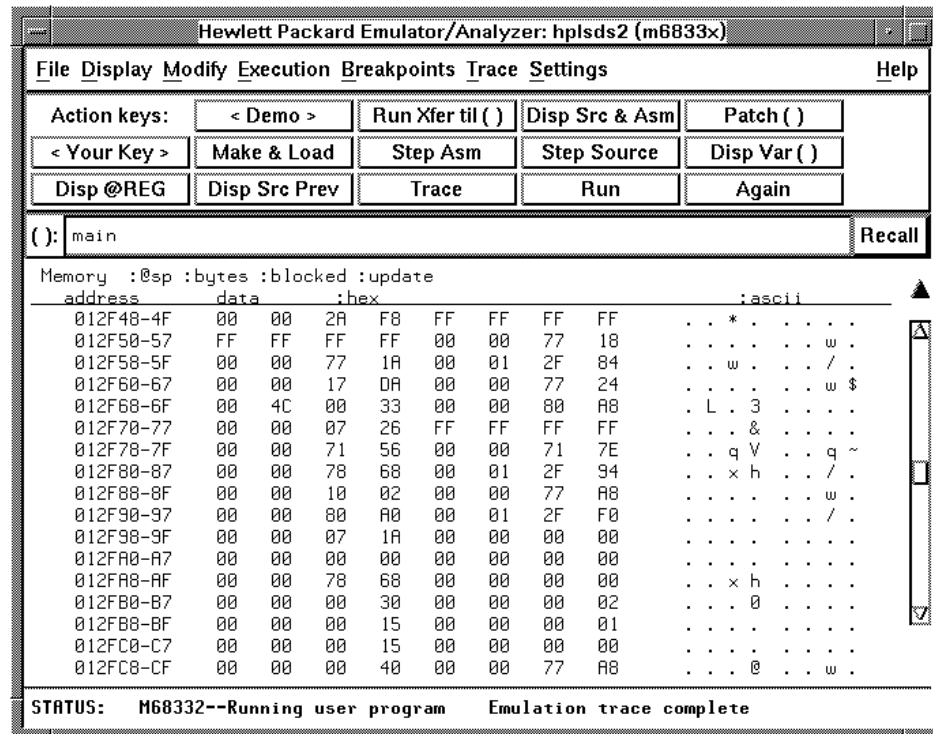 Hewlett Packard Emulator/Analyzer: hplsds2 (m6833x)
File Display Modify Execution Breakpoints Trace Settings Help
Action keys: < Demo > Run Xfer til ( ) Disp Src & Asm Patch ( )
< Your Key > Make & Load Step Asm Step Source Disp Var ( )
Disp @REG Disp Src Prev Trace Run Again
( ): main Recall
Memory :@sp :bytes :blocked :update
address data :hex :ascii
012F48-4F 00 00 2A F8 FF FF FF FF . . * . . . . .
012F50-57 FF FF FF FF 00 00 77 18 . . . . . . w .
012F58-5F 00 00 77 1A 00 01 2F 84 . . w . . . / .
012F60-67 00 00 17 DA 00 00 77 24 . . . . . . w $
012F68-6F 00 4C 00 33 00 00 80 A8 . L . 3 . . . .
012F70-77 00 00 07 26 FF FF FF FF . . . & . . . .
012F78-7F 00 00 71 56 00 00 71 7E . . q V . . q ~
012F80-87 00 00 78 68 00 01 2F 94 . . x h . . / .
012F88-8F 00 00 10 02 00 00 77 A8 . . . . . . w .
012F90-97 00 00 80 A0 00 01 2F F0 . . . . . . / .
012F98-9F 00 00 07 1A 00 00 00 00 . . . . . . . .
012FA0-A7 00 00 00 00 00 00 00 00 . . . . . . . .
012FA8-AF 00 00 78 68 00 00 00 00 . . x h . . . .
012FB0-B7 00 00 00 30 00 00 00 02 . . . 0 . . . .
012FB8-BF 00 00 00 15 00 00 00 01 . . . . . . . .
012FC0-C7 00 00 00 15 00 00 00 00 . . . . . . . .
012FC8-CF 00 00 00 40 00 00 77 A8 . . . @ . . w .
STATUS: M68332--Running user program Emulation trace complete